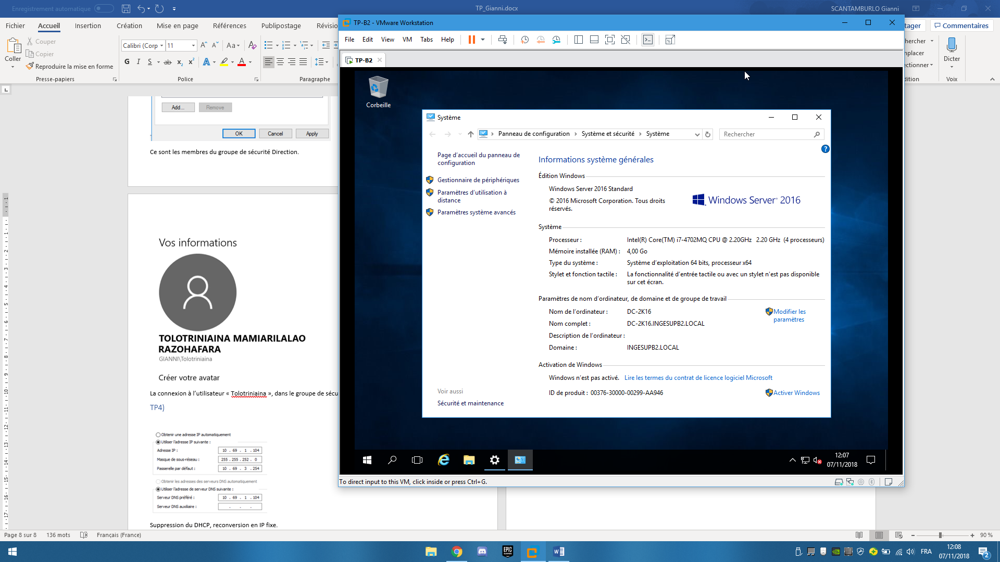 Enregistrement automatique
TP_Gianni.docx
SCANTAMBURLO Gianni
Fichier Accueil Insertion Création Mise en page Références Publipostage Révisio
tager Commentaires
Coller
Couper
Copier
Reproduire la mise en forme
Presse-papiers
Calibri (Corp 11
A A Aa A
G I S ab x₂ x² A A
Police
Paragraphe
hercher
nplacer
ectionner
dition
Dicter
Voix
TP-B2 - VMware Workstation
File Edit View VM Tabs Help
TP-B2
Corbeille
Système
Panneau de configuration Système et sécurité Système
Rechercher
Page d'accueil du panneau de
configuration
Gestionnaire de périphériques
Paramètres d'utilisation à
distance
Paramètres système avancés
Voir aussi
Sécurité et maintenance
Informations système générales
Édition Windows
Windows Server 2016 Standard
© 2016 Microsoft Corporation. Tous droits
réservés.
Windows Server® 2016
Système
Processeur : Intel(R) Core(TM) i7-4702MQ CPU @ 2.20GHz 2.20 GHz (4 processeurs)
Mémoire installée (RAM) : 4,00 Go
Type du système : Système d'exploitation 64 bits, processeur x64
Stylet et fonction tactile : La fonctionnalité d'entrée tactile ou avec un stylet n'est pas disponible
sur cet écran.
Paramètres de nom d'ordinateur, de domaine et de groupe de travail
Nom de l'ordinateur : DC-2K16
Modifier les
paramètres
Nom complet : DC-2K16.INGESUPB2.LOCAL
Description de l'ordinateur :
Domaine : INGESUPB2.LOCAL
Activation de Windows
Windows n'est pas activé. Lire les termes du contrat de licence logiciel Microsoft
ID de produit : 00376-30000-00299-AA946
Activer Windows
12:07
07/11/2018
To direct input to this VM, click inside or press Ctrl+G.
Add... Remove
OK Cancel Apply
Ce sont les membres du groupe de sécurité Direction.
Vos informations
TOLOTRINIAINA MAMIARILALAO
RAZOHAFARA
GIANNI\Tolotriniaina
Créer votre avatar
La connexion à l'utilisateur « Tolotriniaina », dans le groupe de sécu
TP4)
Obtenir une adresse IP automatiquement
Utiliser l'adresse IP suivante :
Adresse IP : 10 . 69 . 1 . 104
Masque de sous-réseau : 255 . 255 . 252 . 0
Passerelle par défaut : 10 . 69 . 3 . 254
Obtenir les adresses des serveurs DNS automatiquement
Utiliser l'adresse de serveur DNS suivante :
Serveur DNS préféré : 10 . 69 . 1 . 104
Serveur DNS auxiliaire : . . .
Suppression du DHCP, reconversion en IP fixe.
Page 8 sur 8 136 mots Français (France)
90 %
EPIC GAMES
FRA
12:08
07/11/2018
2